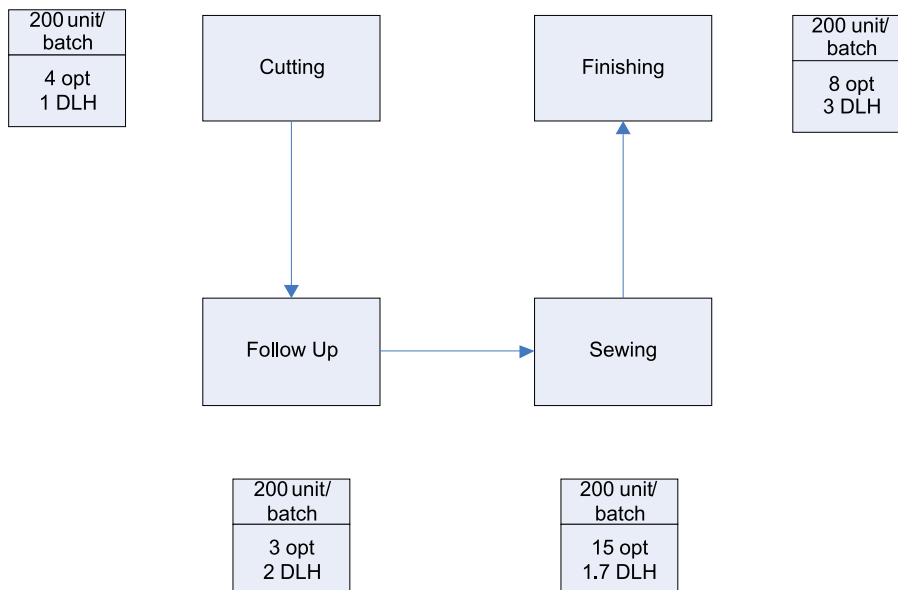 200 unit/
batch
4 opt
1 DLH
Cutting
Finishing
200 unit/
batch
8 opt
3 DLH
Follow Up
Sewing
200 unit/
batch
3 opt
2 DLH
200 unit/
batch
15 opt
1.7 DLH